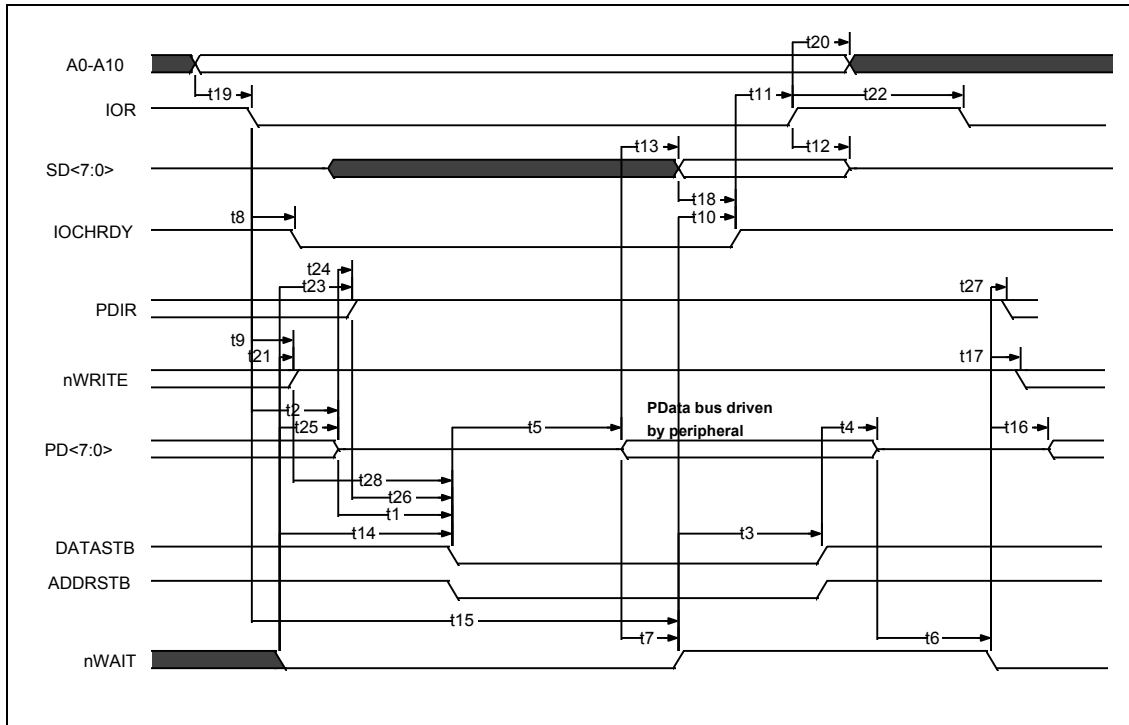 t20
A0-A10
t19
t11
t22
IOR
t13
t12
SD<7:0>
t18
t8
t10
IOCHRDY
t24
t23
t27
PDIR
t9
t21
t17
nWRITE
t2
PData bus driven
by peripheral
t25
t5
t4
t16
PD<7:0>
t28
t26
t1
t14
t3
DATASTB
ADDRSTB
t15
t7
t6
nWAIT